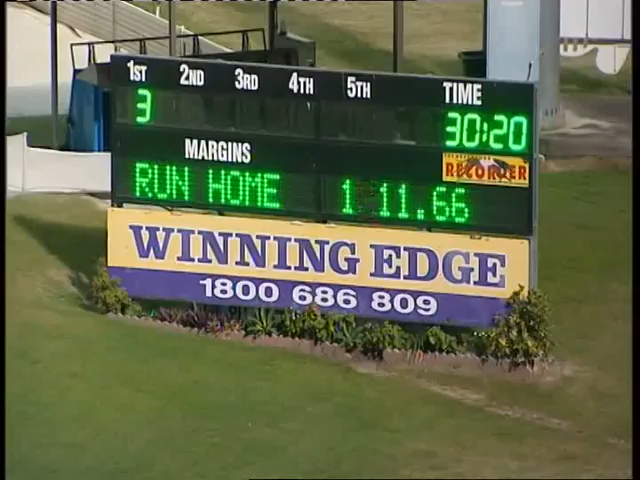 1ST 2ND 3RD 4TH 5TH TIME
3 30:20
MARGINS
RECORDER
RUN HOME 1 11.66
WINNING EDGE
1800 686 809